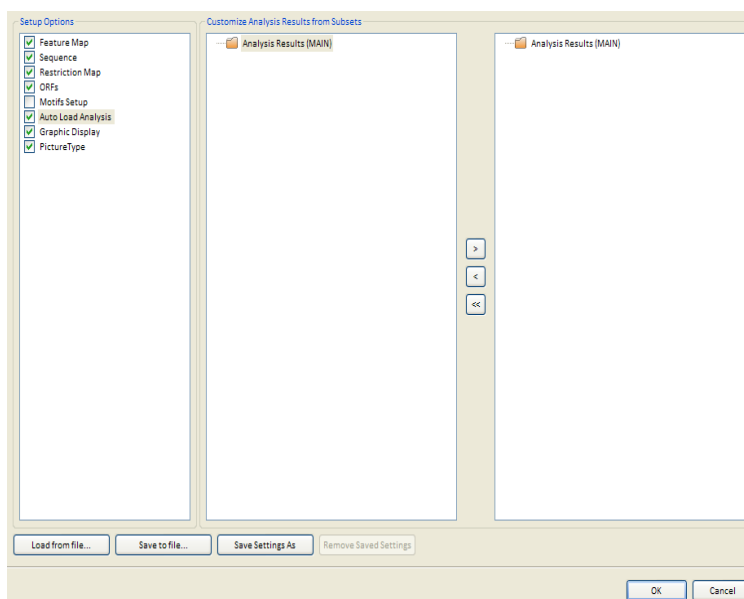 Setup Options
Feature Map
Sequence
Restriction Map
ORFs
Motifs Setup
Auto Load Analysis
Graphic Display
PictureType
Customize Analysis Results from Subsets
Analysis Results (MAIN)
>
<
<<
Analysis Results (MAIN)
Load from file...
Save to file...
Save Settings As
Remove Saved Settings
OK
Cancel